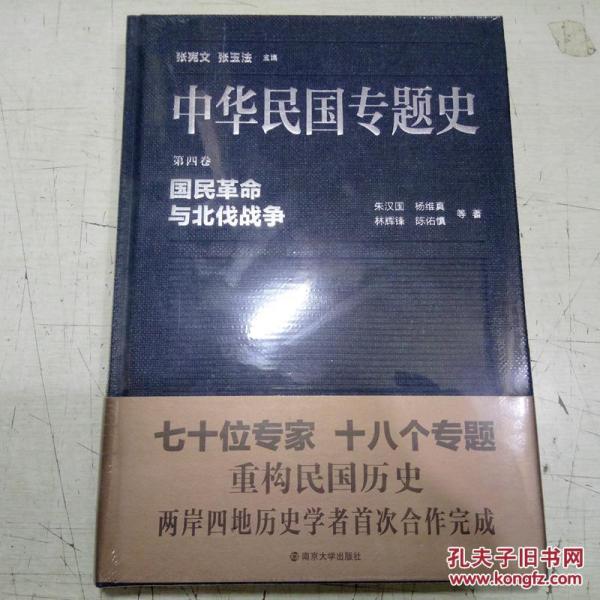 张宪文 张玉法 主编
中华民国专题史
第四卷
国民革命
与北伐战争
朱汉国 杨维真
林辉锋 陈佑慎 等 著
七十位专家 十八个专题
重构民国历史
两岸四地历史学者首次合作完成
南京大学出版社
孔夫子旧书网
www.kongfz.com